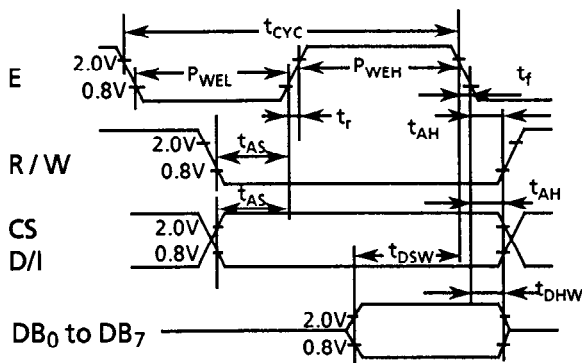 tCYC
2.0V
PWEL
PWEH
tf
E
0.8V
tr
tAH
2.0V
tAS
R / W
0.8V
tAS
tAH
CS
2.0V
D/I
0.8V
tDSW
tDHW
DB0 to DB7
2.0V
0.8V